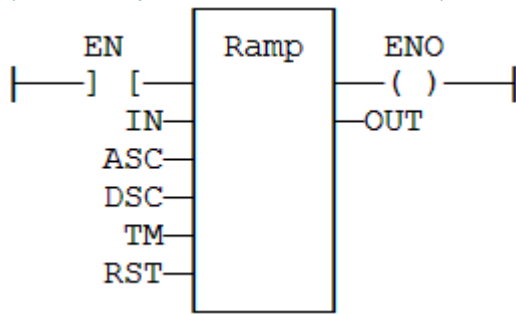 EN Ramp ENO
] [ ( )
IN OUT
ASC
DSC
TM
RST